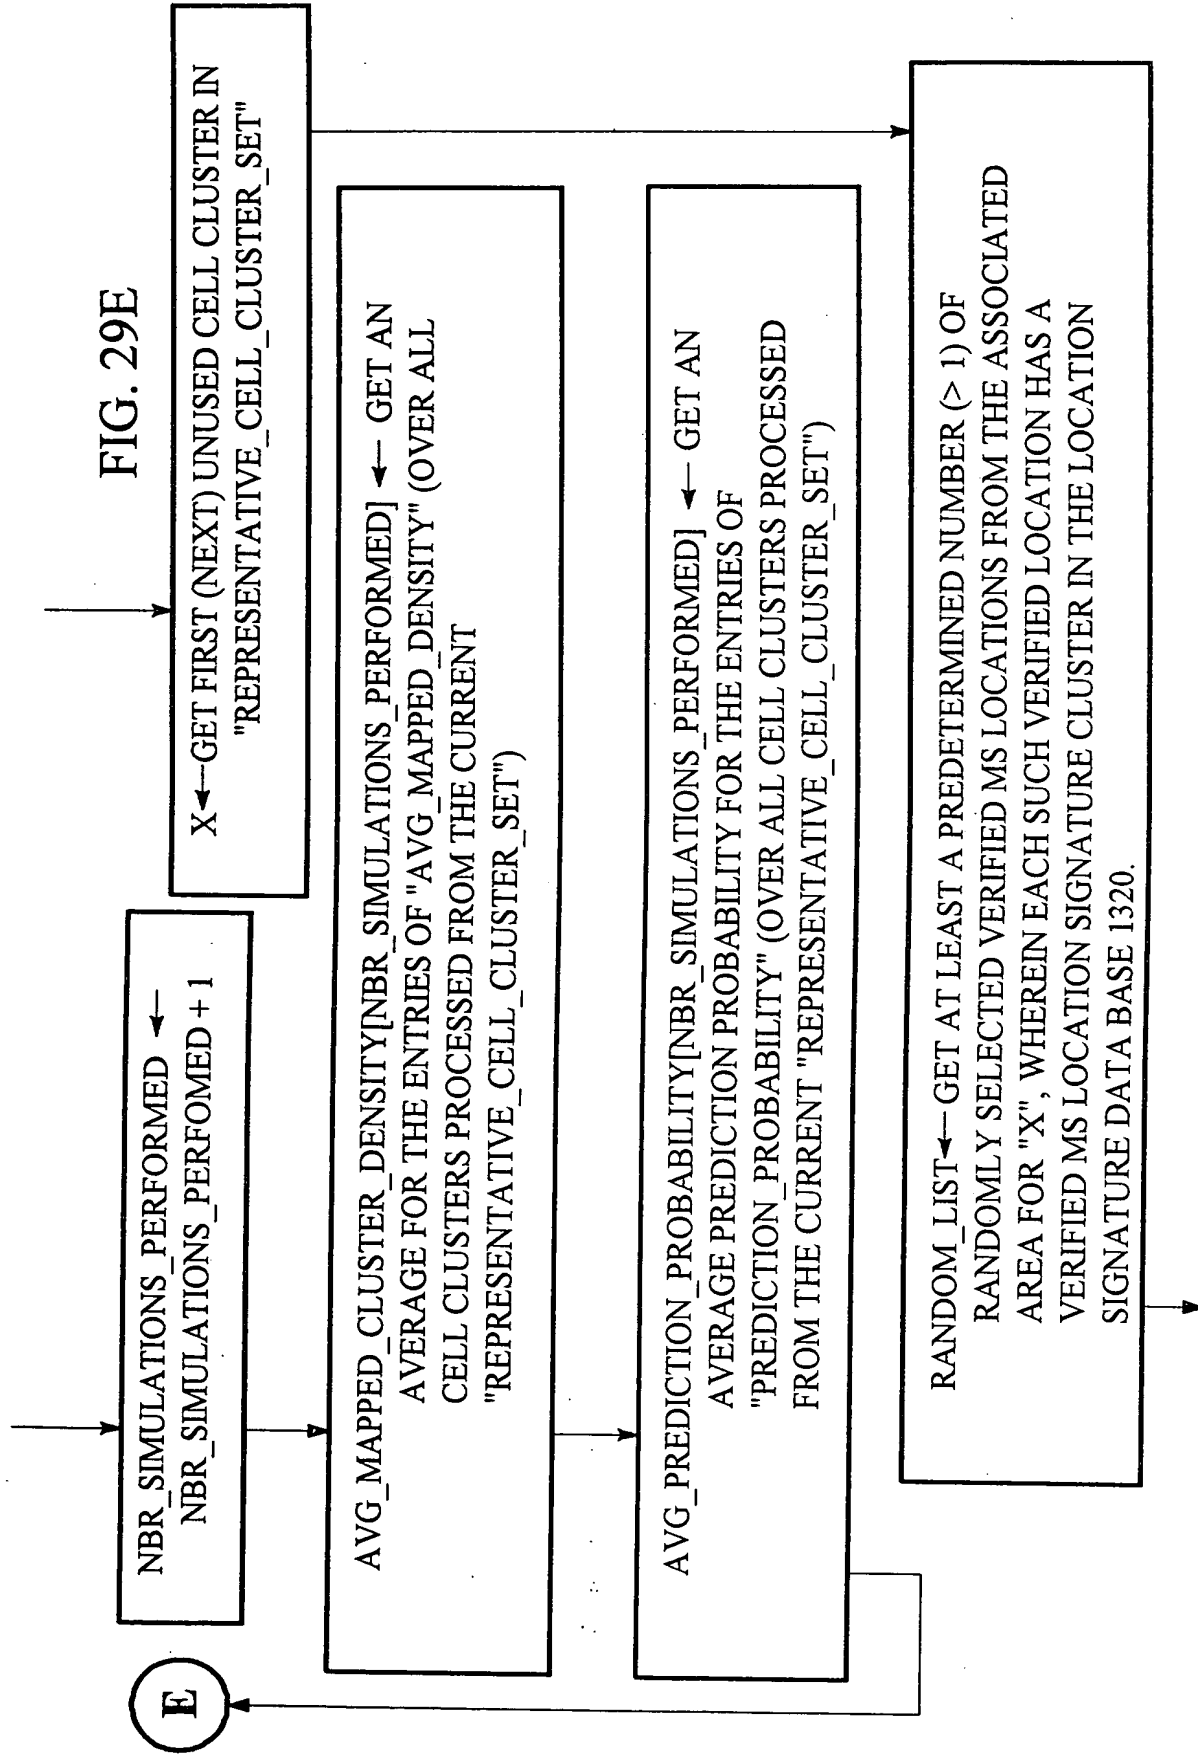 FIG. 29E
X←GET FIRST (NEXT) UNUSED CELL CLUSTER IN
"REPRESENTATIVE_CELL_CLUSTER_SET"
NBR_SIMULATIONS_PERFORMED ←
NBR_SIMULATIONS_PERFOMED + 1
AVG_MAPPED_CLUSTER_DENSITY[NBR_SIMULATIONS_PERFORMED] ← GET AN
AVERAGE FOR THE ENTRIES OF "AVG_MAPPED_DENSITY" (OVER ALL
CELL CLUSTERS PROCESSED FROM THE CURRENT
"REPRESENTATIVE_CELL_CLUSTER_SET")
AVG_PREDICTION_PROBABILITY[NBR_SIMULATIONS_PERFORMED] ← GET AN
AVERAGE PREDICTION PROBABILITY FOR THE ENTRIES OF
"PREDICTION_PROBABILITY" (OVER ALL CELL CLUSTERS PROCESSED
FROM THE CURRENT "REPRESENTATIVE_CELL_CLUSTER_SET")
E
RANDOM_LIST← GET AT LEAST A PREDETERMINED NUMBER (> 1) OF
RANDOMLY SELECTED VERIFIED MS LOCATIONS FROM THE ASSOCIATED
AREA FOR "X", WHEREIN EACH SUCH VERIFIED LOCATION HAS A
VERIFIED MS LOCATION SIGNATURE CLUSTER IN THE LOCATION
SIGNATURE DATA BASE 1320.